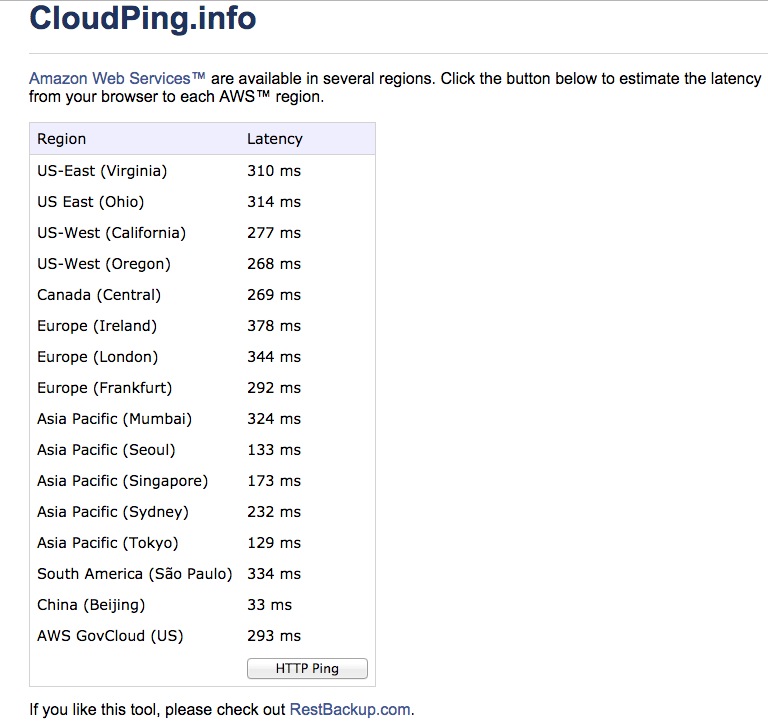 CloudPing.info
Amazon Web Services™ are available in several regions. Click the button below to estimate the latency
from your browser to each AWS™ region.
Region Latency
US-East (Virginia) 310 ms
US East (Ohio) 314 ms
US-West (California) 277 ms
US-West (Oregon) 268 ms
Canada (Central) 269 ms
Europe (Ireland) 378 ms
Europe (London) 344 ms
Europe (Frankfurt) 292 ms
Asia Pacific (Mumbai) 324 ms
Asia Pacific (Seoul) 133 ms
Asia Pacific (Singapore) 173 ms
Asia Pacific (Sydney) 232 ms
Asia Pacific (Tokyo) 129 ms
South America (São Paulo) 334 ms
China (Beijing) 33 ms
AWS GovCloud (US) 293 ms
HTTP Ping
If you like this tool, please check out RestBackup.com.